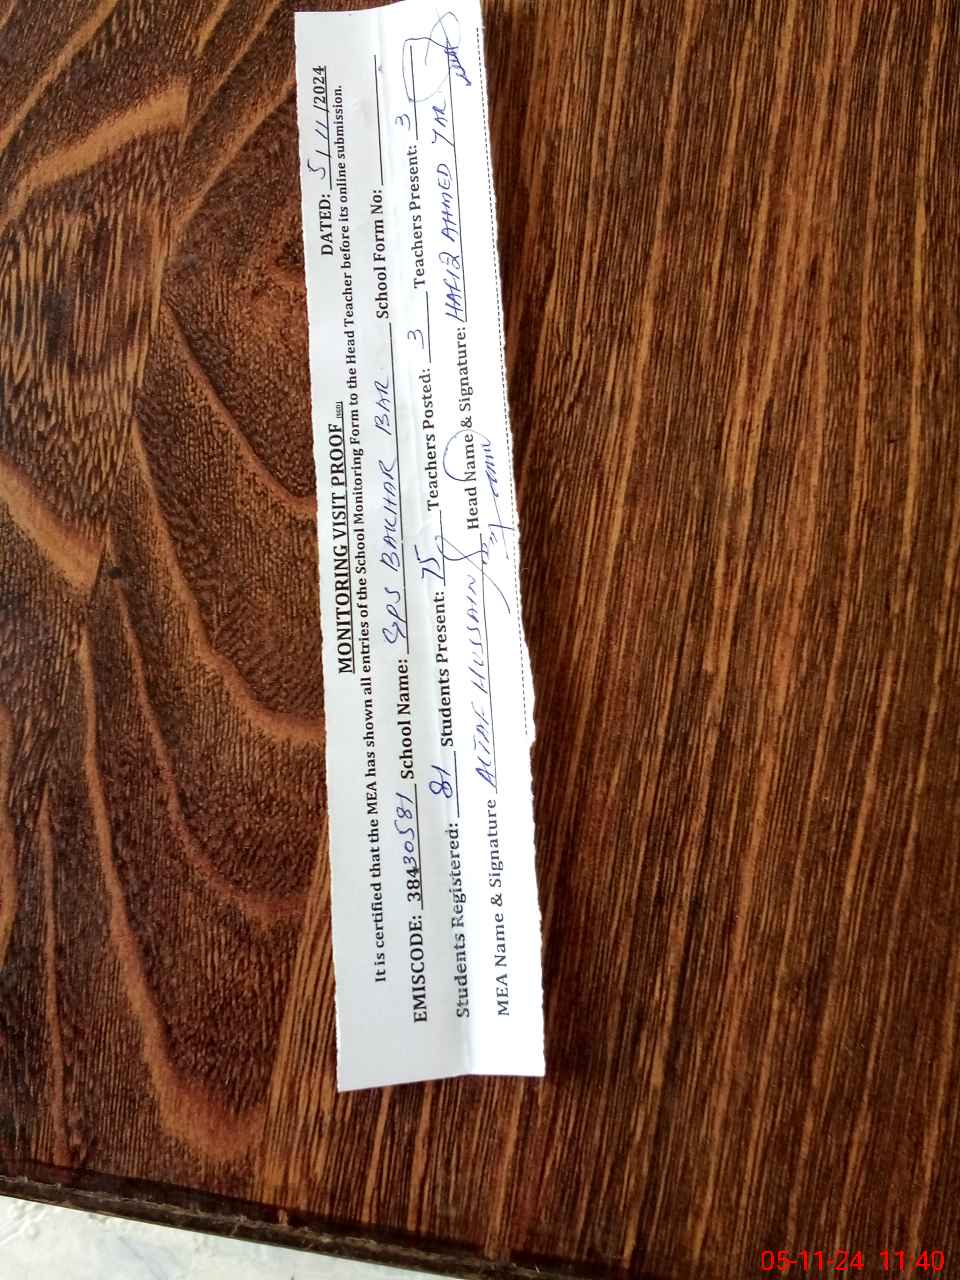 DATED: 5/11/2024
MONITORING VISIT PROOF
It is certified that the MEA has shown all entries of the School Monitoring Form to the Head Teacher before its online submission.
EMISCODE: 38430581 School Name: GPS BAKHAR BAR School Form No:
Students Registered: 81 Students Present: 75 Teachers Posted: 3 Teachers Present: 3
MEA Name & Signature ALTAF HUSSAIN Head Name & Signature: HAFIZ AHMED YAR
05-11-24 11:40